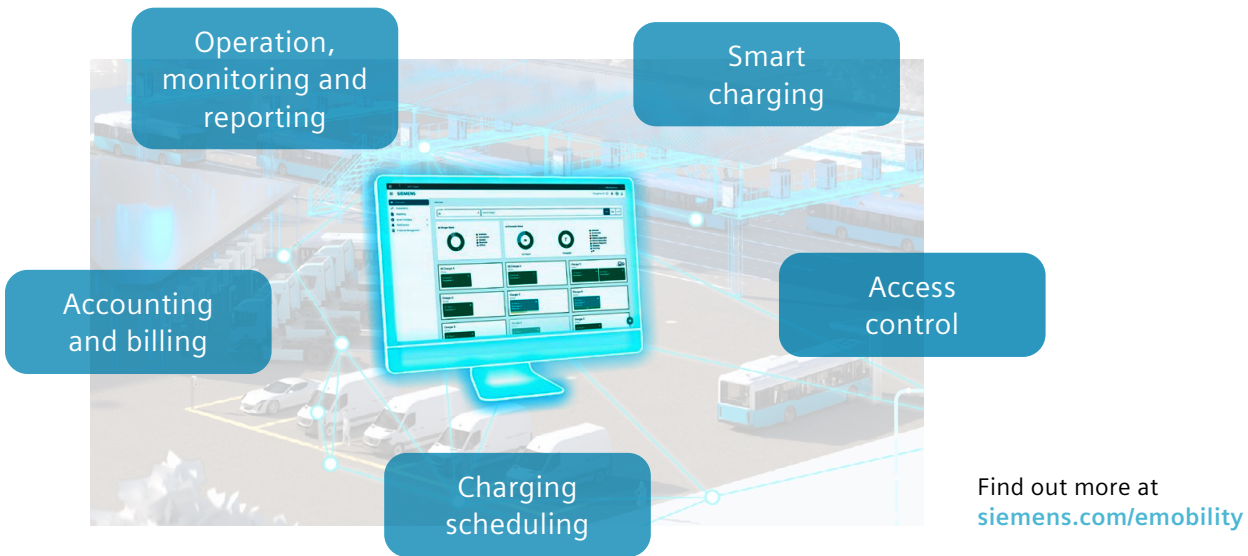 Operation,
monitoring and
reporting
Smart
charging
SIEMENS
Accounting
and billing
Access
control
Charging
scheduling
Find out more at
siemens.com/emobility